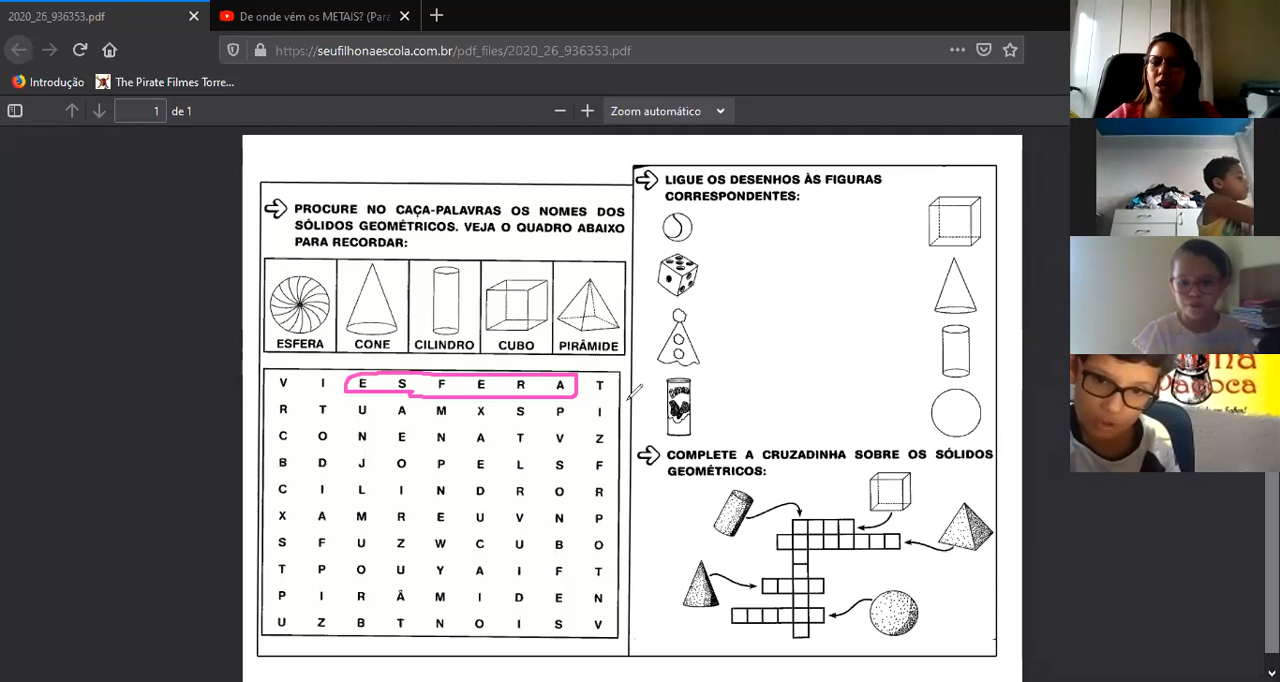 2020_26_936353.pdf
De onde vêm os METAIS? (Para
https://seufilhonaescola.com.br/pdf_files/2020_26_936353.pdf
Introdução
The Pirate Filmes Torre...
1 de 1
Zoom automático
PROCURE NO CAÇA-PALAVRAS OS NOMES DOS
SÓLIDOS GEOMÉTRICOS. VEJA O QUADRO ABAIXO
PARA RECORDAR:
ESFERA CONE CILINDRO CUBO PIRÂMIDE
V I E S F E R A T
R T U A M X S P I
C O N E N A T V Z
B D J O P E L S F
C I L I N D R O R
X A M R E U V N P
S F U Z W C U B O
T P O U Y A I F T
P I R Â M I D E N
U Z B T N O I S V
LIGUE OS DESENHOS ÀS FIGURAS
CORRESPONDENTES:
COMPLETE A CRUZADINHA SOBRE OS SÓLIDOS
GEOMÉTRICOS: